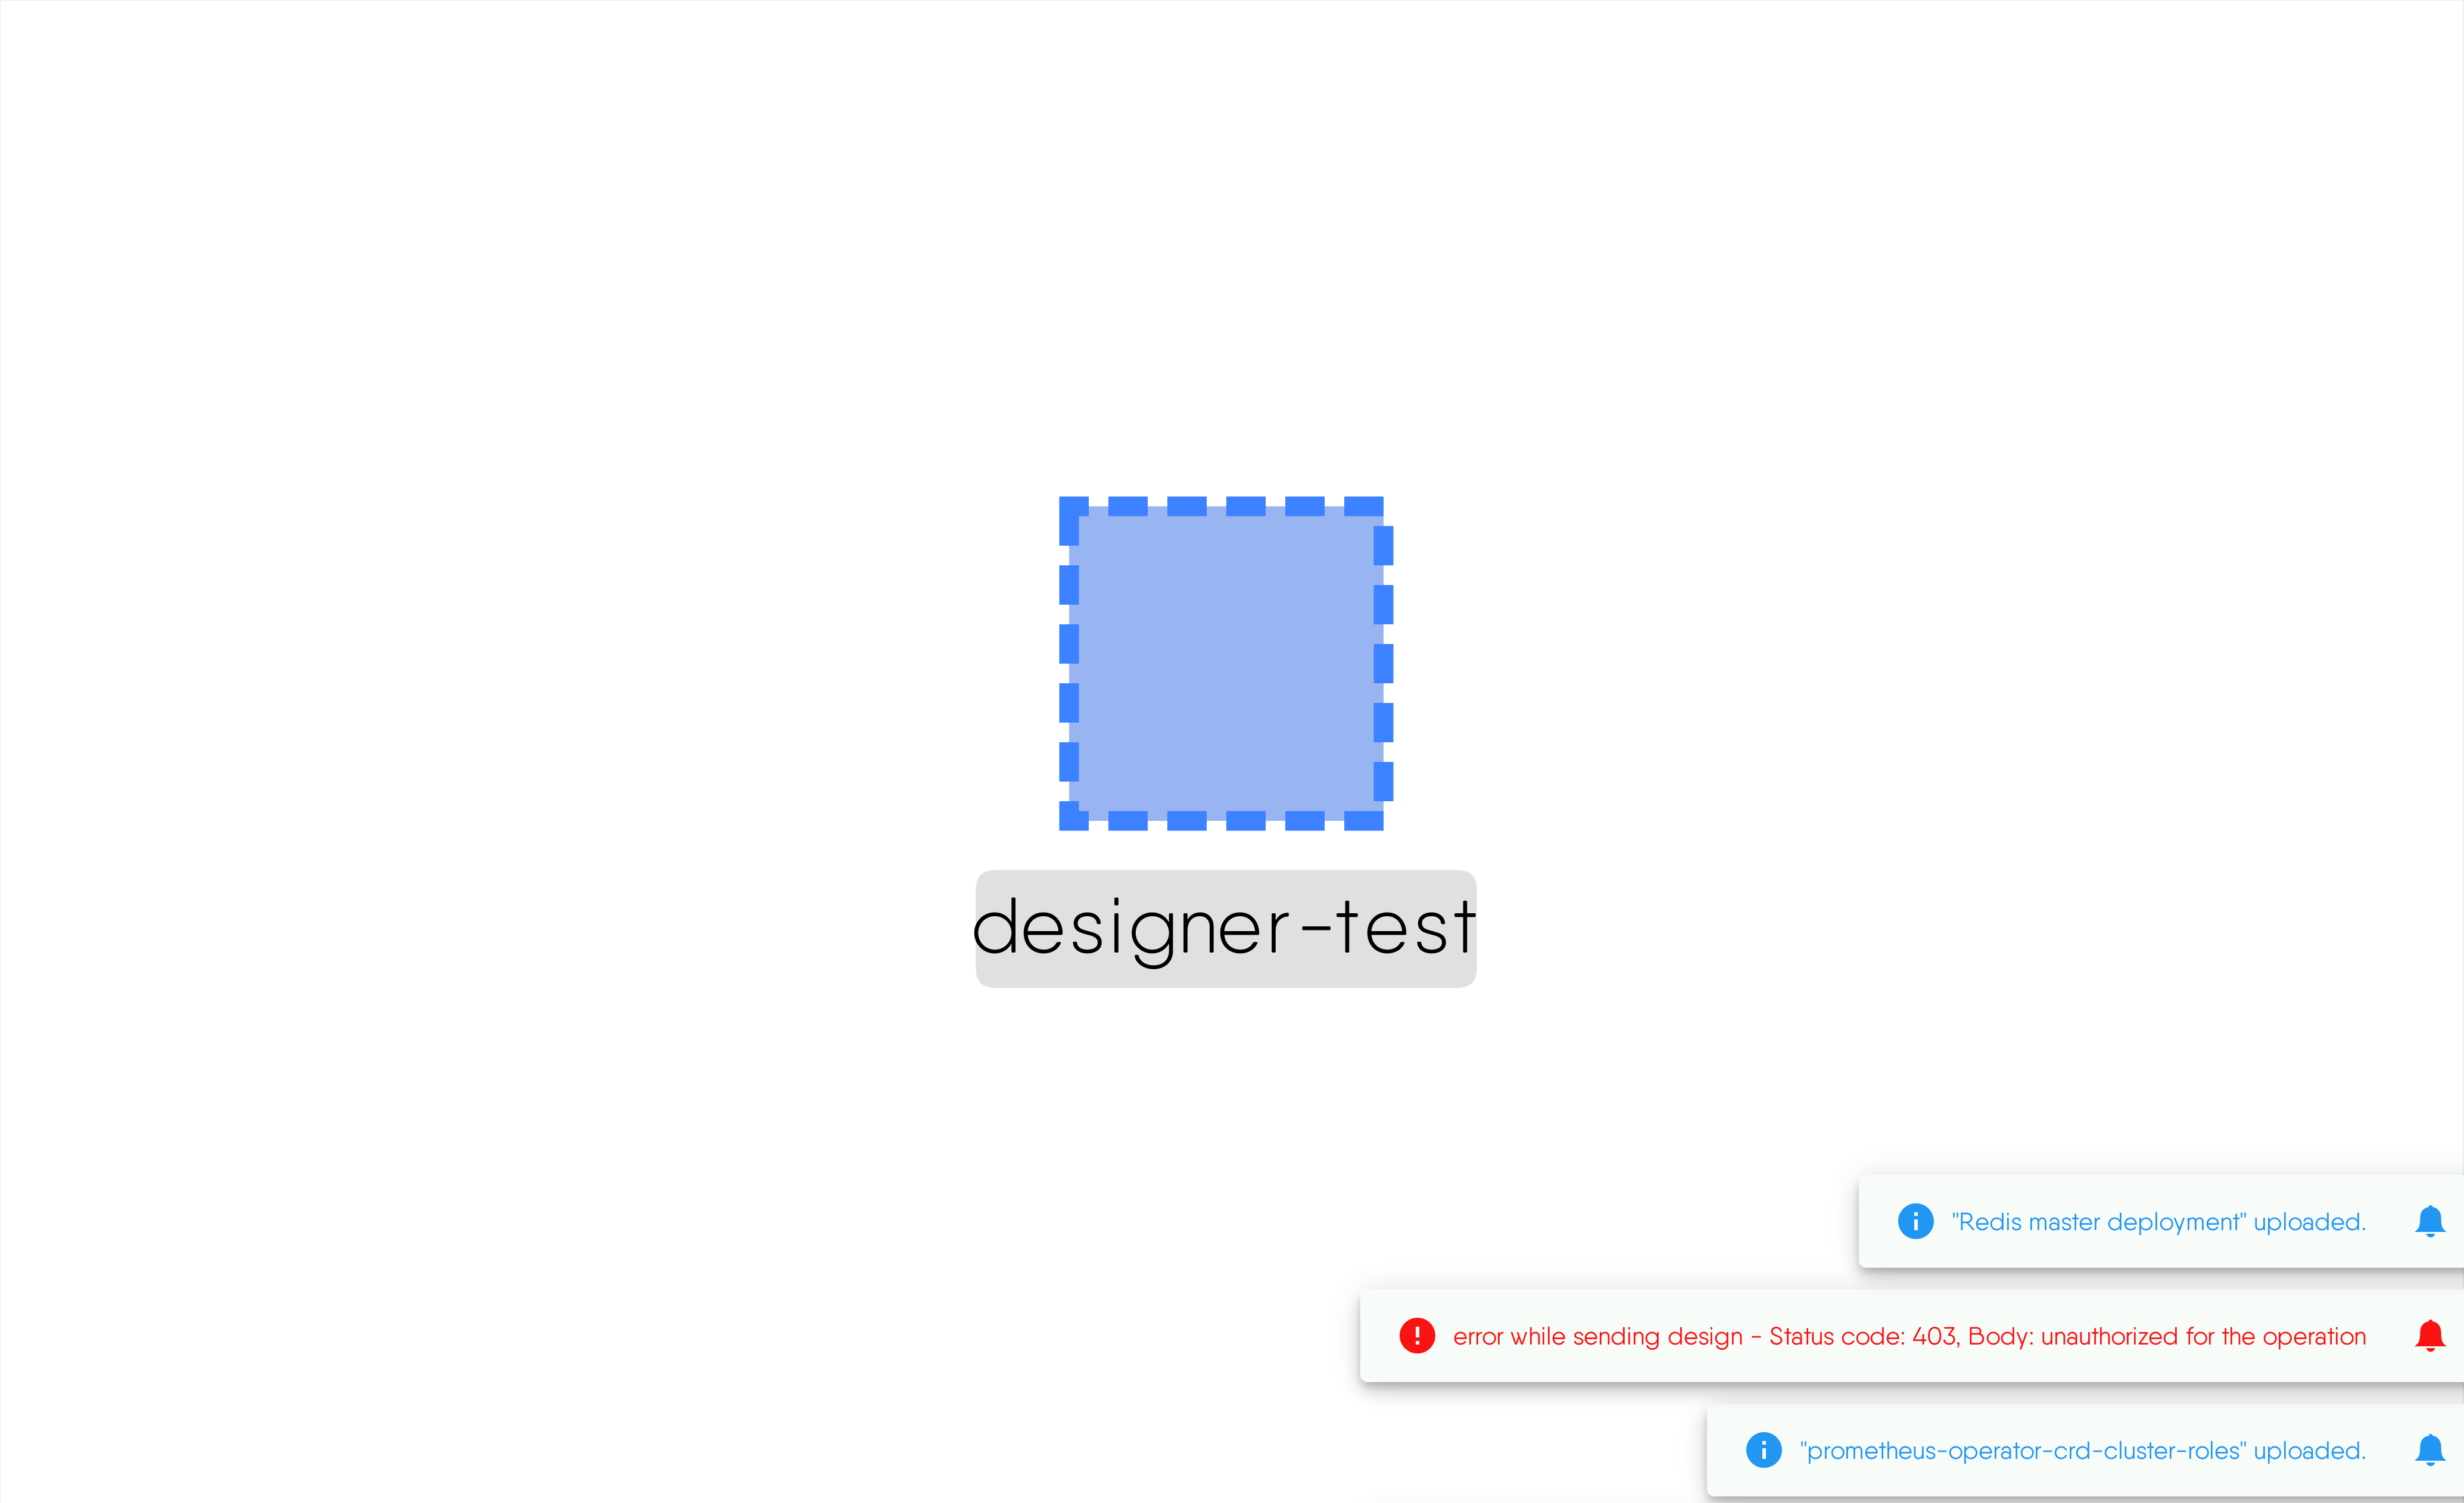 designer-test
"Redis master deployment" uploaded.
error while sending design - Status code: 403, Body: unauthorized for the operation
"prometheus-operator-crd-cluster-roles" uploaded.